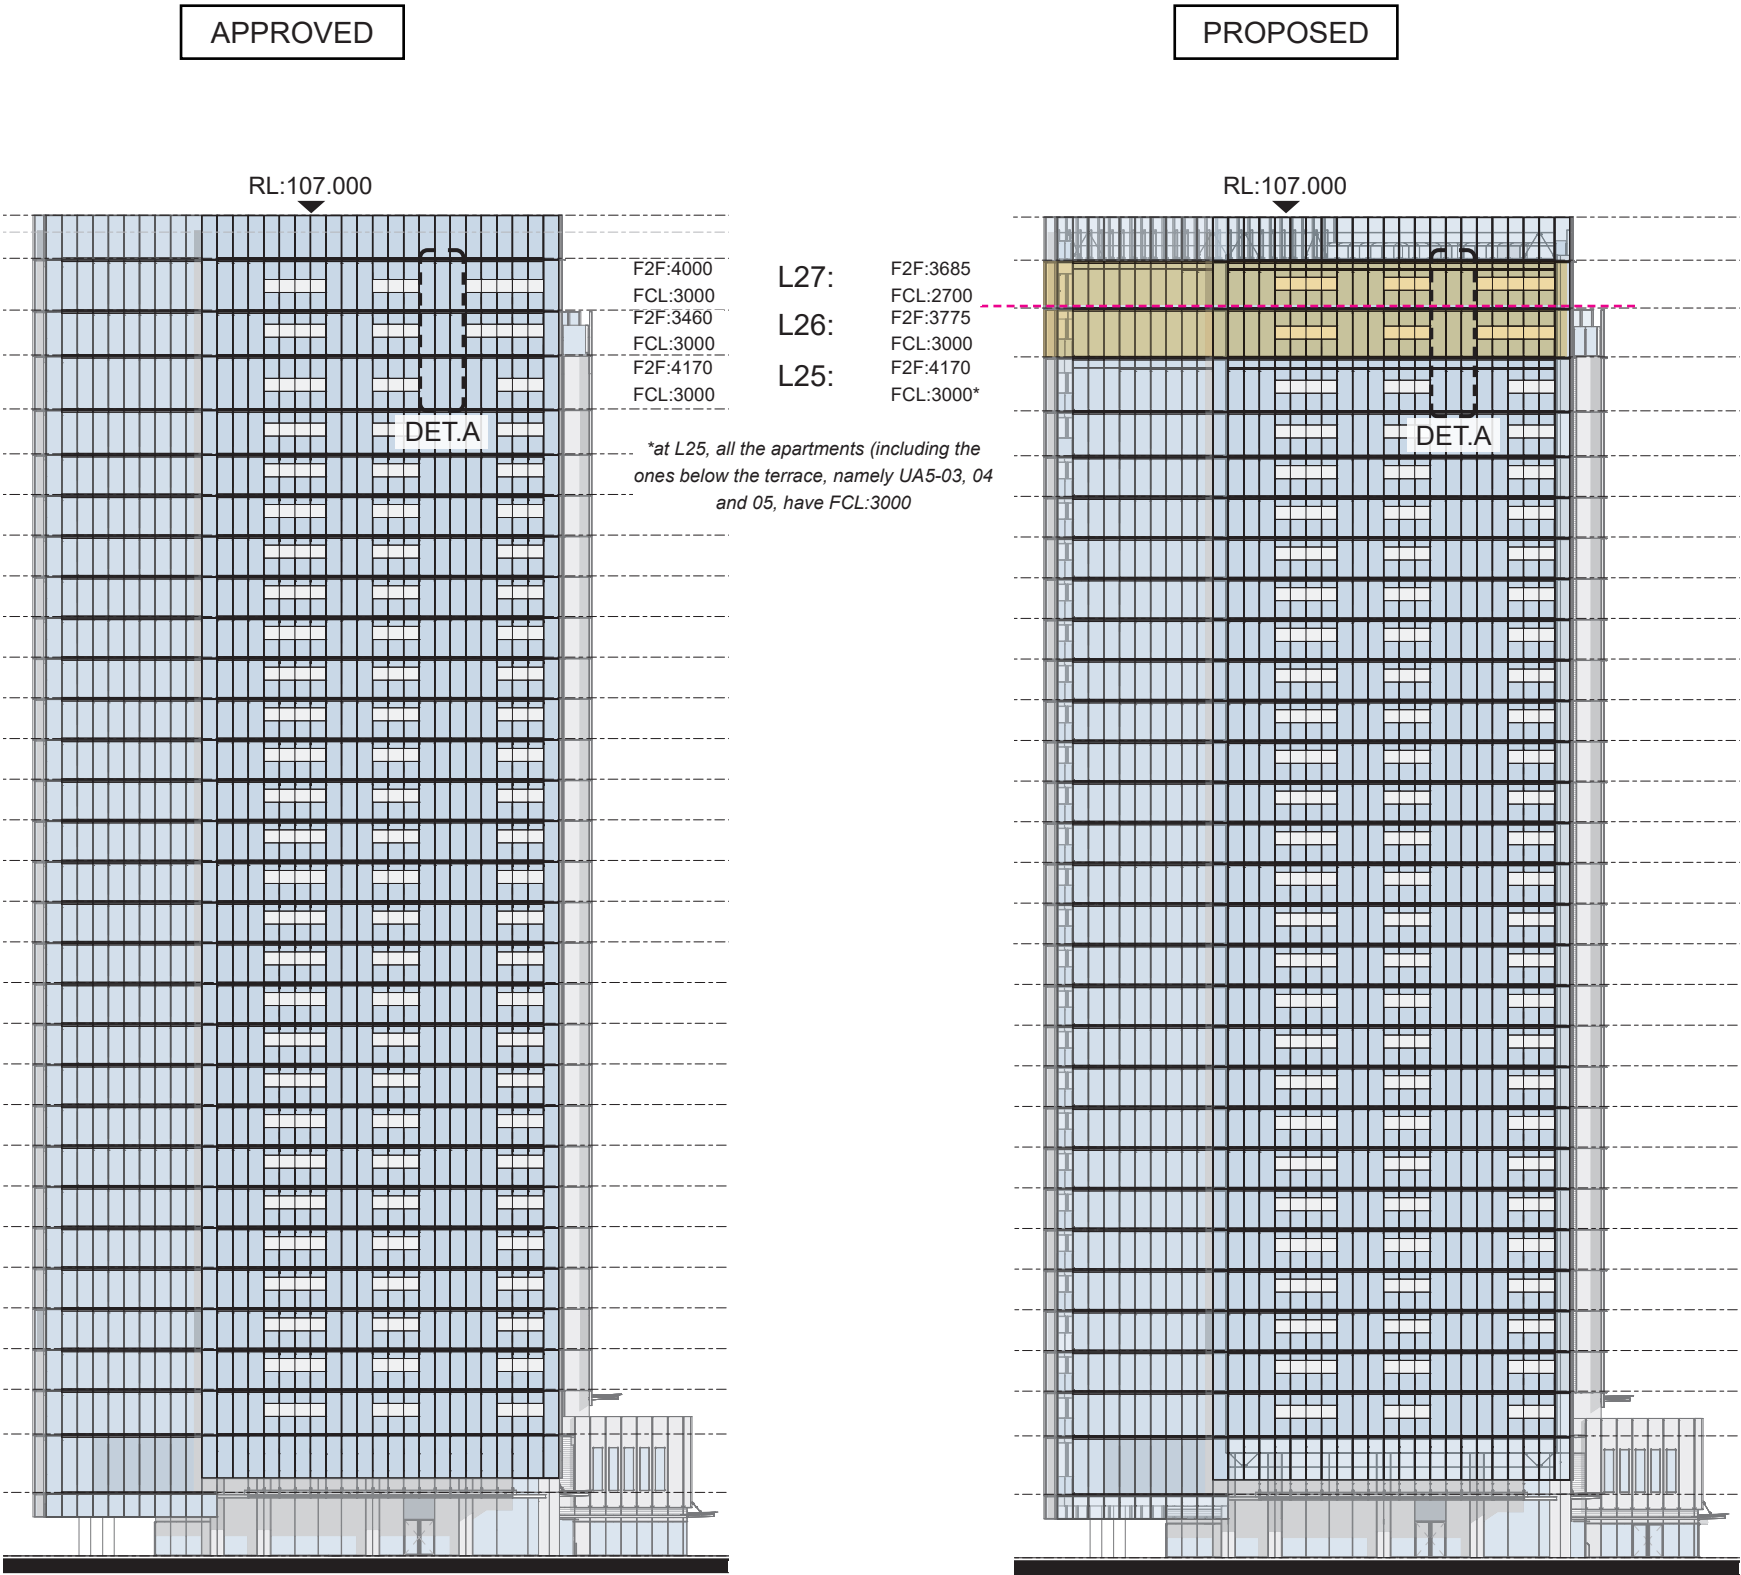 APPROVED
PROPOSED
RL:107.000
RL:107.000
F2F:4000
FCL:3000
L27:
F2F:3685
FCL:2700
F2F:3460
FCL:3000
L26:
F2F:3775
FCL:3000
F2F:4170
FCL:3000
L25:
F2F:4170
FCL:3000*
DET.A
DET.A
*at L25, all the apartments (including the
ones below the terrace, namely UA5-03, 04
and 05, have FCL:3000